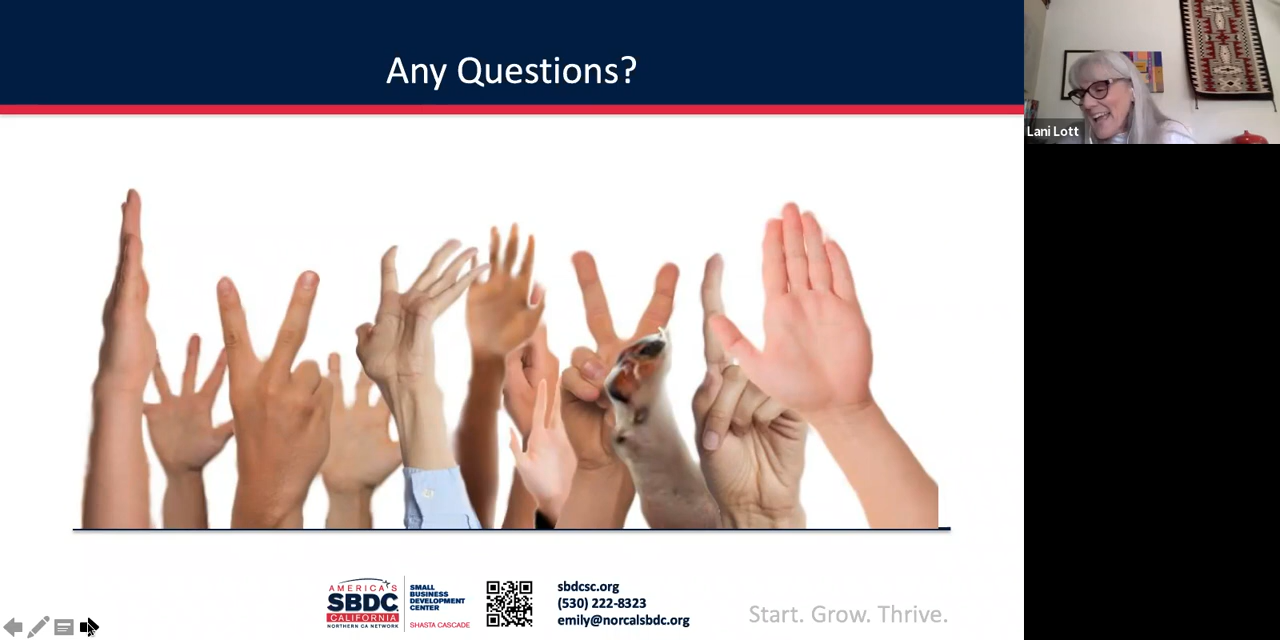 Any Questions?
Lani Lott
AMERICA'S
SBDC
CALIFORNIA
NORTHERN CA NETWORK
SMALL
BUSINESS
DEVELOPMENT
CENTER
SHASTA CASCADE
sbdcsc.org
(530) 222-8323
emily@norcalsbdc.org
Start. Grow. Thrive.